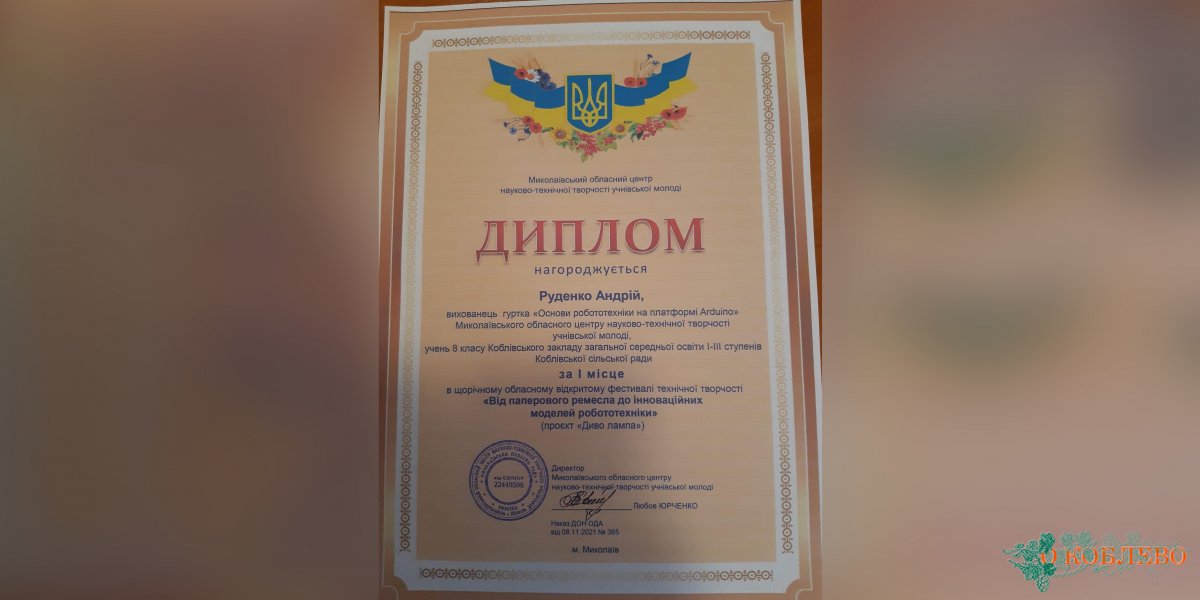 Миколаївський обласний центр
науково-технічної творчості учнівської молоді
ДИПЛОМ
нагороджується
Руденко Андрій,
вихованець гуртка «Основи робототехніки на платформі Arduino»
Миколаївського обласного центру науково-технічної творчості
учнівської молоді,
учень 8 класу Коблівського закладу загальної середньої освіти І-ІІІ ступенів
Коблівської сільської ради
за І місце
в щорічному обласному відкритому фестивалі технічної творчості
«Від паперового ремесла до інноваційних
моделей робототехніки»
(проєкт «Диво лампа»)
22440596
УКРАЇНА
Директор
Миколаївського обласного центру
науково-технічної творчості учнівської молоді
Любов ЮРЧЕНКО
Наказ ДОН ОДА
від 08.11.2021 № 365
м. Миколаїв
О КОБЛЕВО